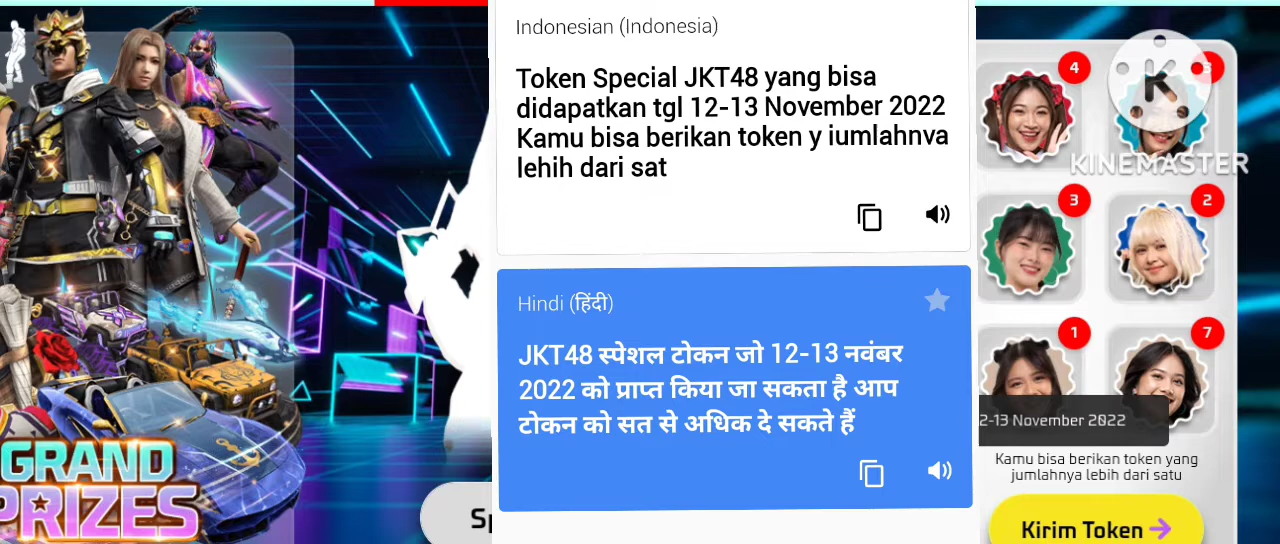 GRAND
PRIZES
Sp
Indonesian (Indonesia)
Token Special JKT48 yang bisa
didapatkan tgl 12-13 November 2022
Kamu bisa berikan token y iumlahnva
lehih dari sat
Hindi (हिंदी)
JKT48 स्पेशल टोकन जो 12-13 नवंबर
2022 को प्राप्त किया जा सकता है आप
टोकन को सत से अधिक दे सकते हैं
4
K
KINEMASTER
3
2
1
7
2-13 November 2022
Kamu bisa berikan token yang
jumlahnya lebih dari satu
Kirim Token